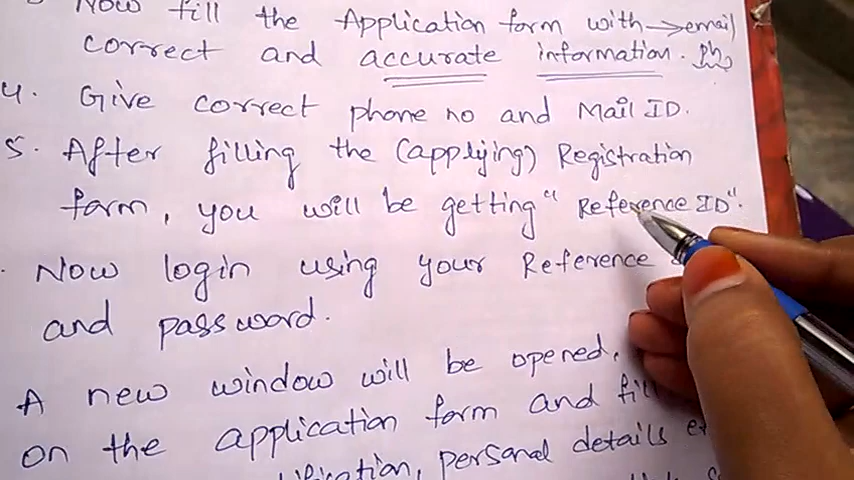 Now fill the Application form with → email
correct and accurate information. ph
4. Give correct phone no and Mail ID.
5. After filling the (applying) Registration
form, you will be getting "Reference ID".
Now login using your Reference
and password.
A new window will be opened,
on the application form and fill
personal details